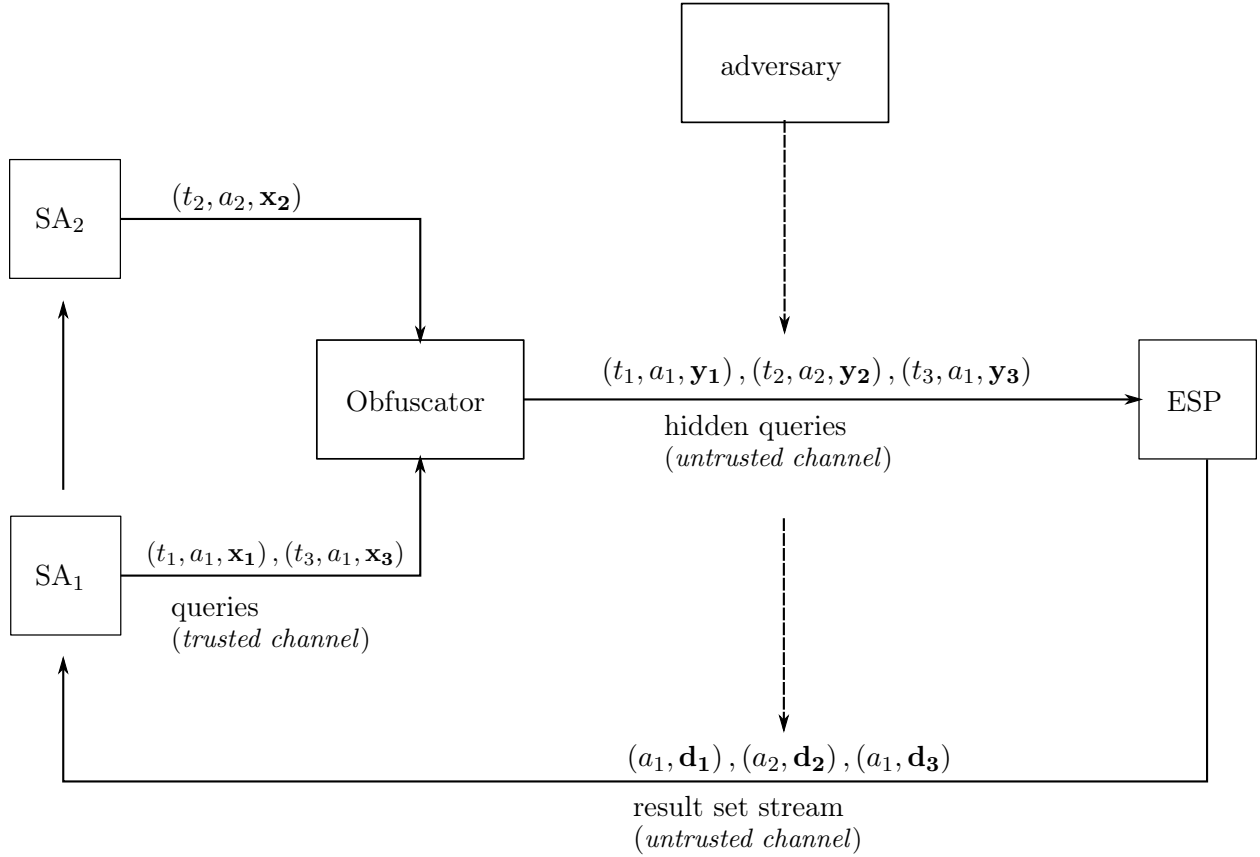 adversary
(t₂, a₂, x₂)
SA₂
(t₁, a₁, y₁) , (t₂, a₂, y₂) , (t₃, a₁, y₃)
Obfuscator
ESP
hidden queries
(untrusted channel)
(t₁, a₁, x₁) , (t₃, a₁, x₃)
SA₁
queries
(trusted channel)
(a₁, d₁) , (a₂, d₂) , (a₁, d₃)
result set stream
(untrusted channel)